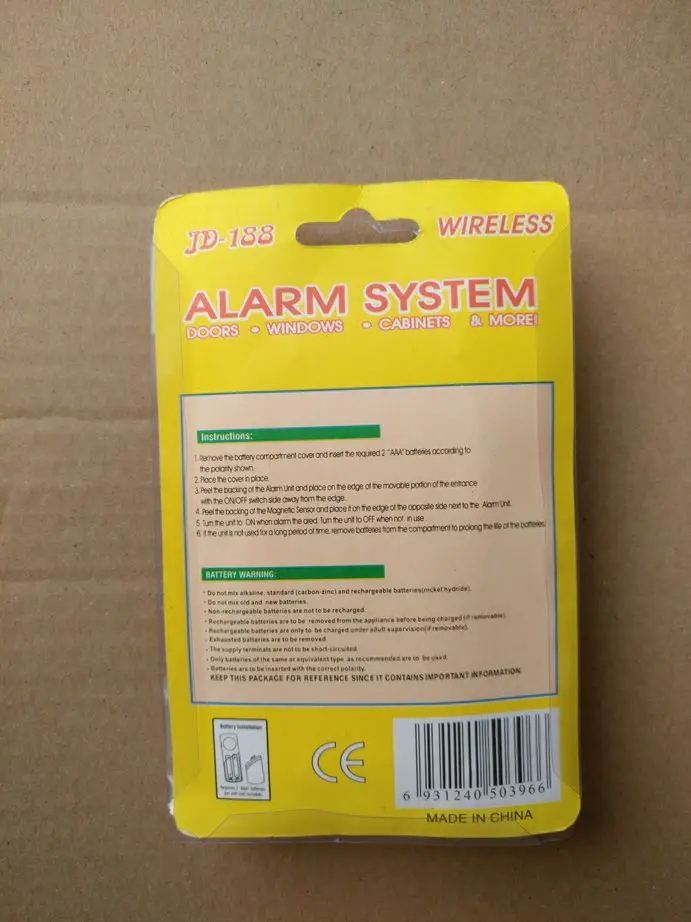 JD-188 WIRELESS
ALARM SYSTEM
DOORS • WINDOWS • CABINETS & MORE!
Instructions:
1. Remove the battery compartment cover and insert the required 2 "AAA" batteries according to
the polarity shown.
2. Place the cover in place.
3. Peel the backing of the Alarm Unit and place on the edge of the movable portion of the entrance
with the ON/OFF switch side away from the edge.
4. Peel the backing of the Magnetic Sensor and place it on the edge of the opposite side next to the Alarm Unit.
5. Turn the unit to ON when alarm the area. Turn the unit to OFF when not in use.
6. If the unit is not used for a long period of time, remove batteries from the compartment to prolong the life of the batteries.
BATTERY WARNING:
• Do not mix alkaline, standard (carbon-zinc) and rechargeable batteries(nickel hydride).
• Do not mix old and new batteries.
• Non-rechargeable batteries are not to be recharged.
• Rechargeable batteries are to be removed from the appliance before being charged (if removable).
• Rechargeable batteries are only to be charged under adult supervision(if removable).
• Exhausted batteries are to be removed.
• The supply terminals are not to be short-circuited.
• Only batteries of the same or equivalent type as recommended are to be used.
• Batteries are to be inserted with the correct polarity.
KEEP THIS PACKAGE FOR REFERENCE SINCE IT CONTAINS IMPORTANT INFORMATION.
Battery Installation
Requires 2 "AAA" batteries
CE
6 931240 503966
MADE IN CHINA